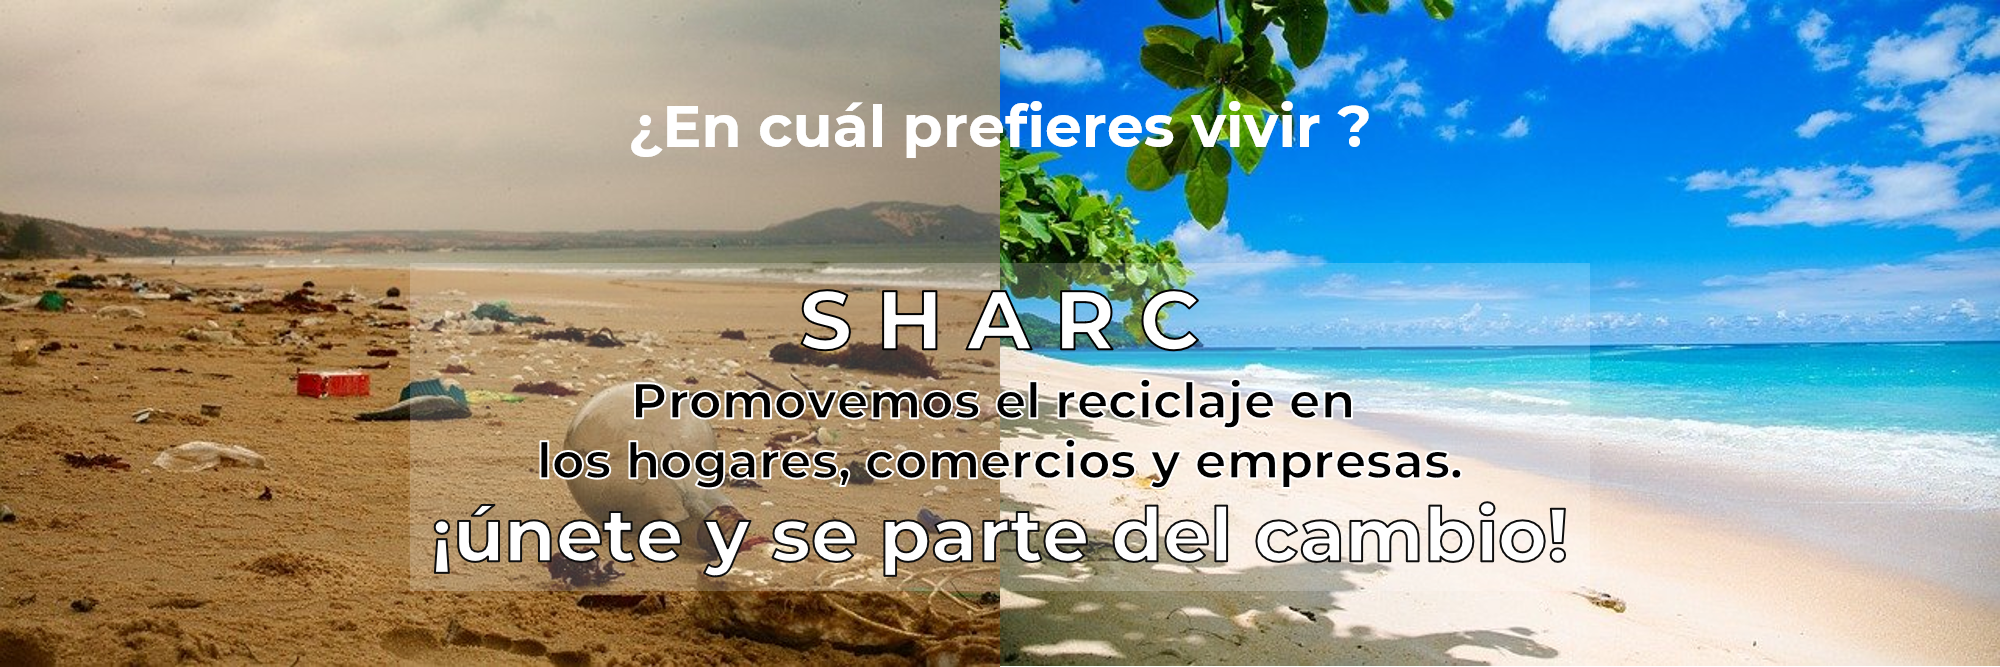 ¿En cuál prefieres vivir ?
S H A R C
Promovemos el reciclaje en
los hogares, comercios y empresas.
¡únete y se parte del cambio!